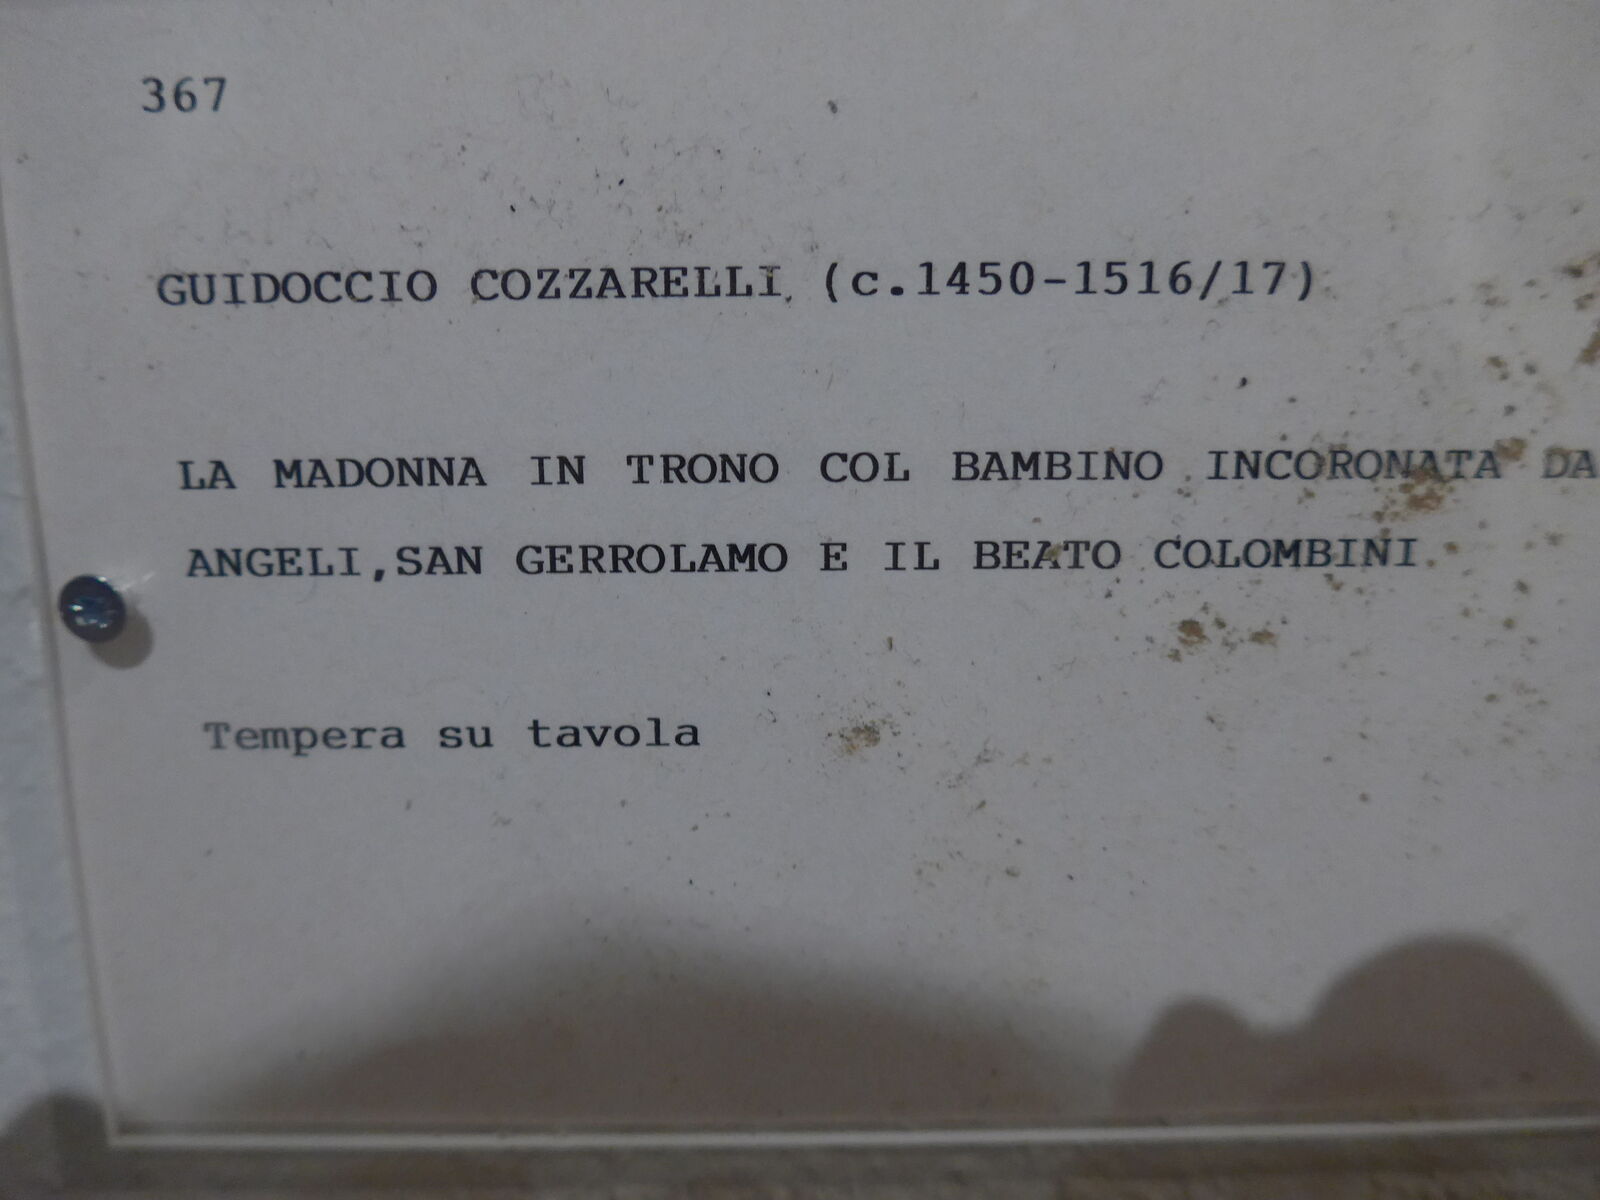 367
GUIDOCCIO COZZARELLI (c.1450-1516/17)
LA MADONNA IN TRONO COL BAMBINO INCORONATA DA
ANGELI,SAN GERROLAMO E IL BEATO COLOMBINI.
Tempera su tavola